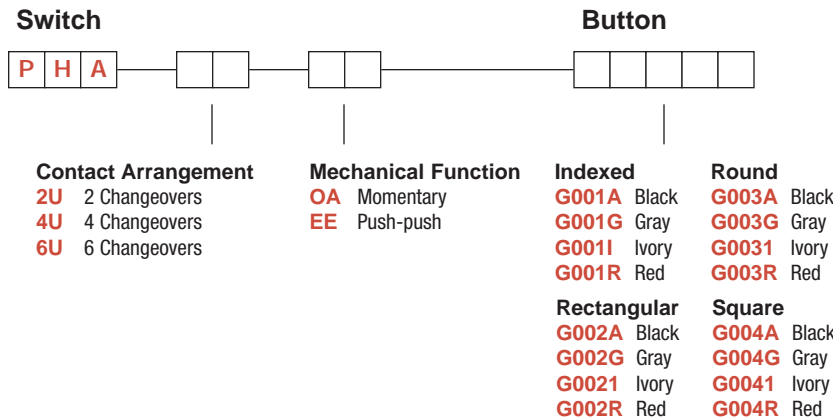 Switch
Button
P H A
Contact Arrangement
2U 2 Changeovers
4U 4 Changeovers
6U 6 Changeovers
Mechanical Function
OA Momentary
EE Push-push
Indexed
G001A Black
G001G Gray
G001I Ivory
G001R Red
Round
G003A Black
G003G Gray
G0031 Ivory
G003R Red
Rectangular
G002A Black
G002G Gray
G0021 Ivory
G002R Red
Square
G004A Black
G004G Gray
G0041 Ivory
G004R Red